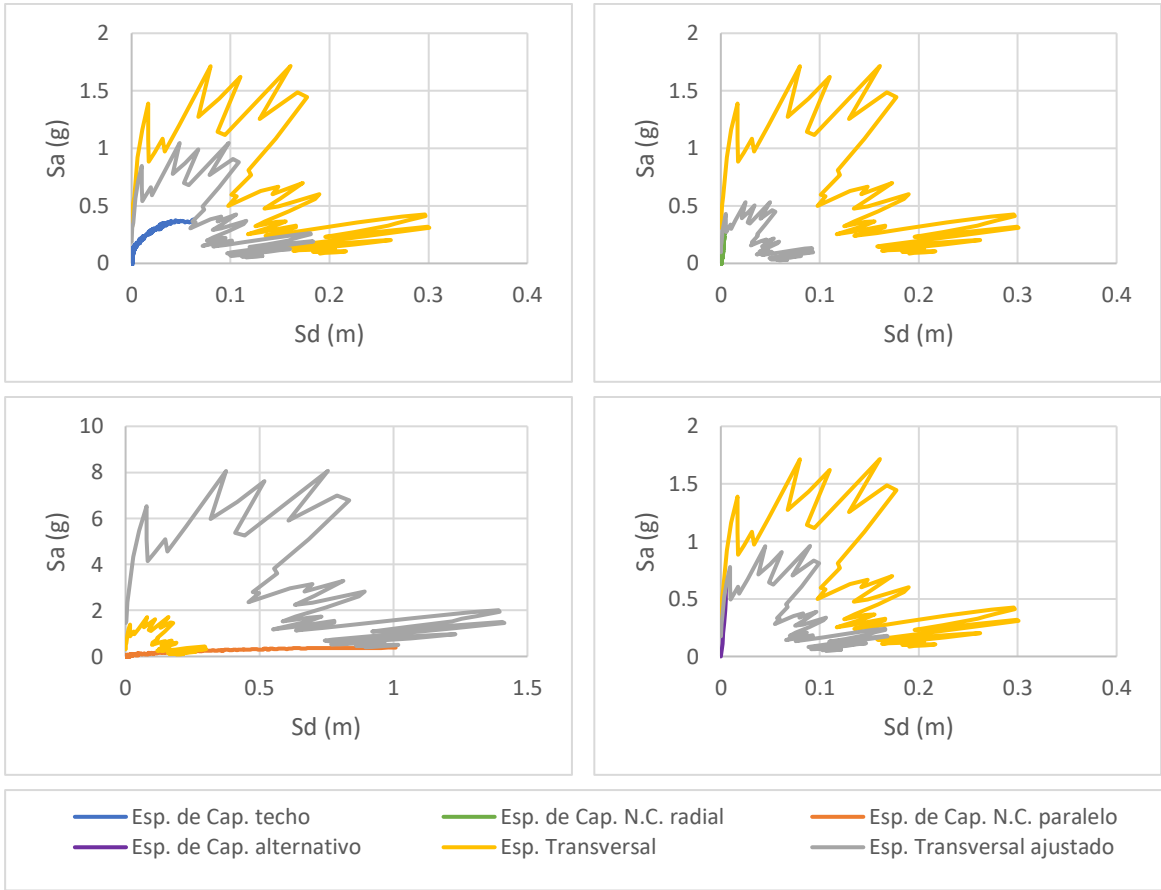 2
1.5
1
0.5
0
0
0.1
0.2
0.3
0.4
Sa (g)
Sd (m)
2
1.5
1
0.5
0
0
0.1
0.2
0.3
0.4
Sa (g)
Sd (m)
10
8
6
4
2
0
0
0.5
1
1.5
Sa (g)
Sd (m)
2
1.5
1
0.5
0
0
0.1
0.2
0.3
0.4
Sa (g)
Sd (m)
Esp. de Cap. techo
Esp. de Cap. N.C. radial
Esp. de Cap. N.C. paralelo
Esp. de Cap. alternativo
Esp. Transversal
Esp. Transversal ajustado